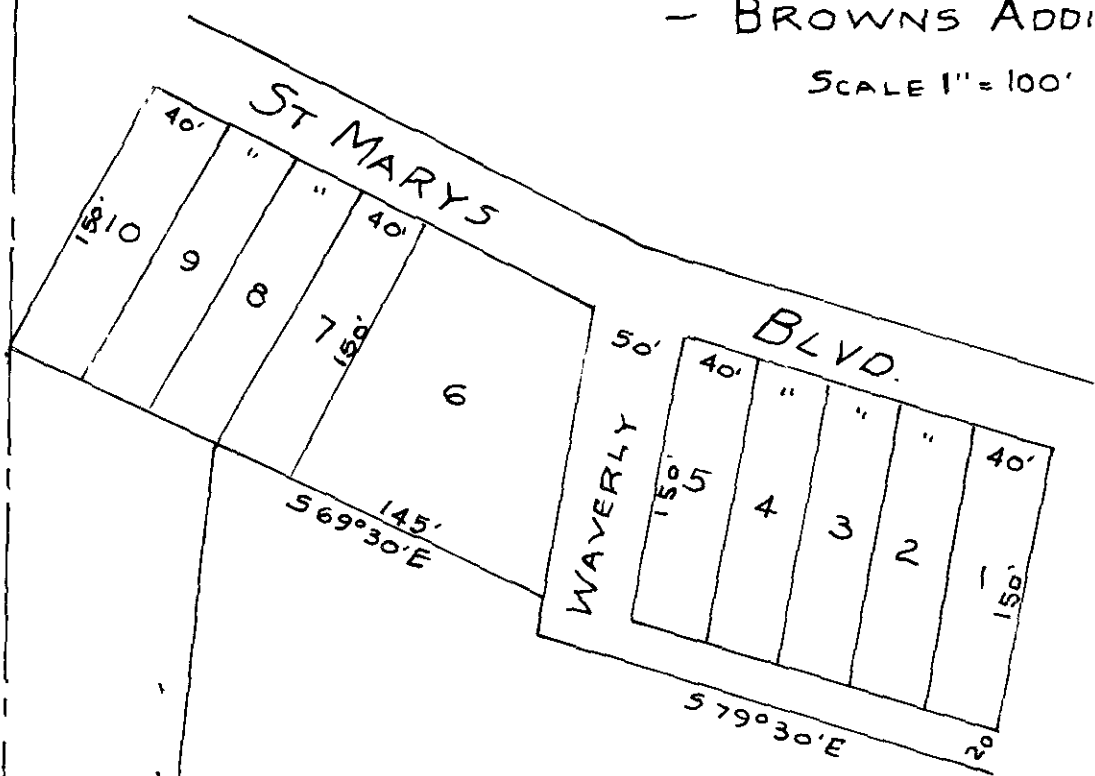 - BROWNS ADDI
SCALE 1" = 100'
ST MARYS BLVD.
40' " " 40'
150' 10 9 8 7 150' 6
S 69°30'E 145'
50'
WAVERLY
40' " " " 40'
150' 5 4 3 2 1 150'
S 79°30'E
20